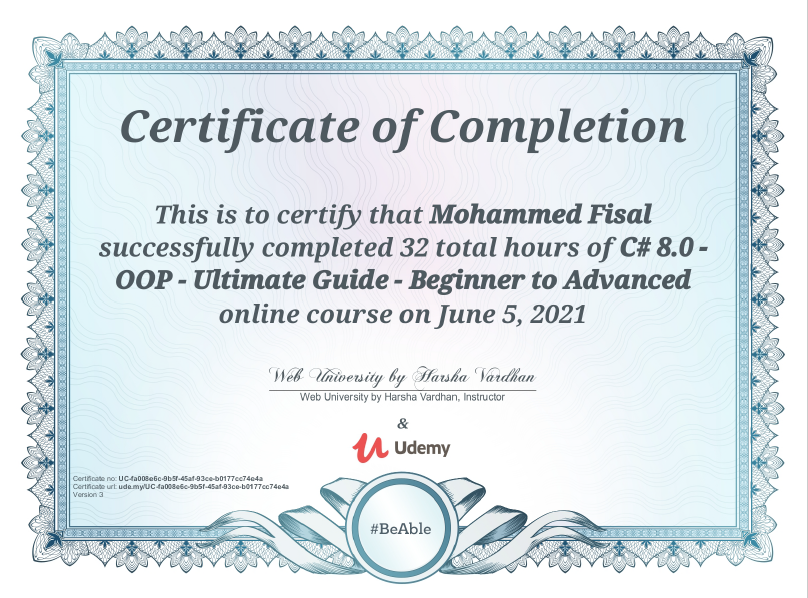 Certificate of Completion
This is to certify that Mohammed Fisal
successfully completed 32 total hours of C# 8.0 -
OOP - Ultimate Guide - Beginner to Advanced
online course on June 5, 2021
Web University by Harsha Vardhan
Web University by Harsha Vardhan, Instructor
&
Udemy
Certificate no: UC-fa008e6c-9b5f-45af-93ce-b0177cc74e4a
Certificate url: ude.my/UC-fa008e6c-9b5f-45af-93ce-b0177cc74e4a
Version 3
#BeAble